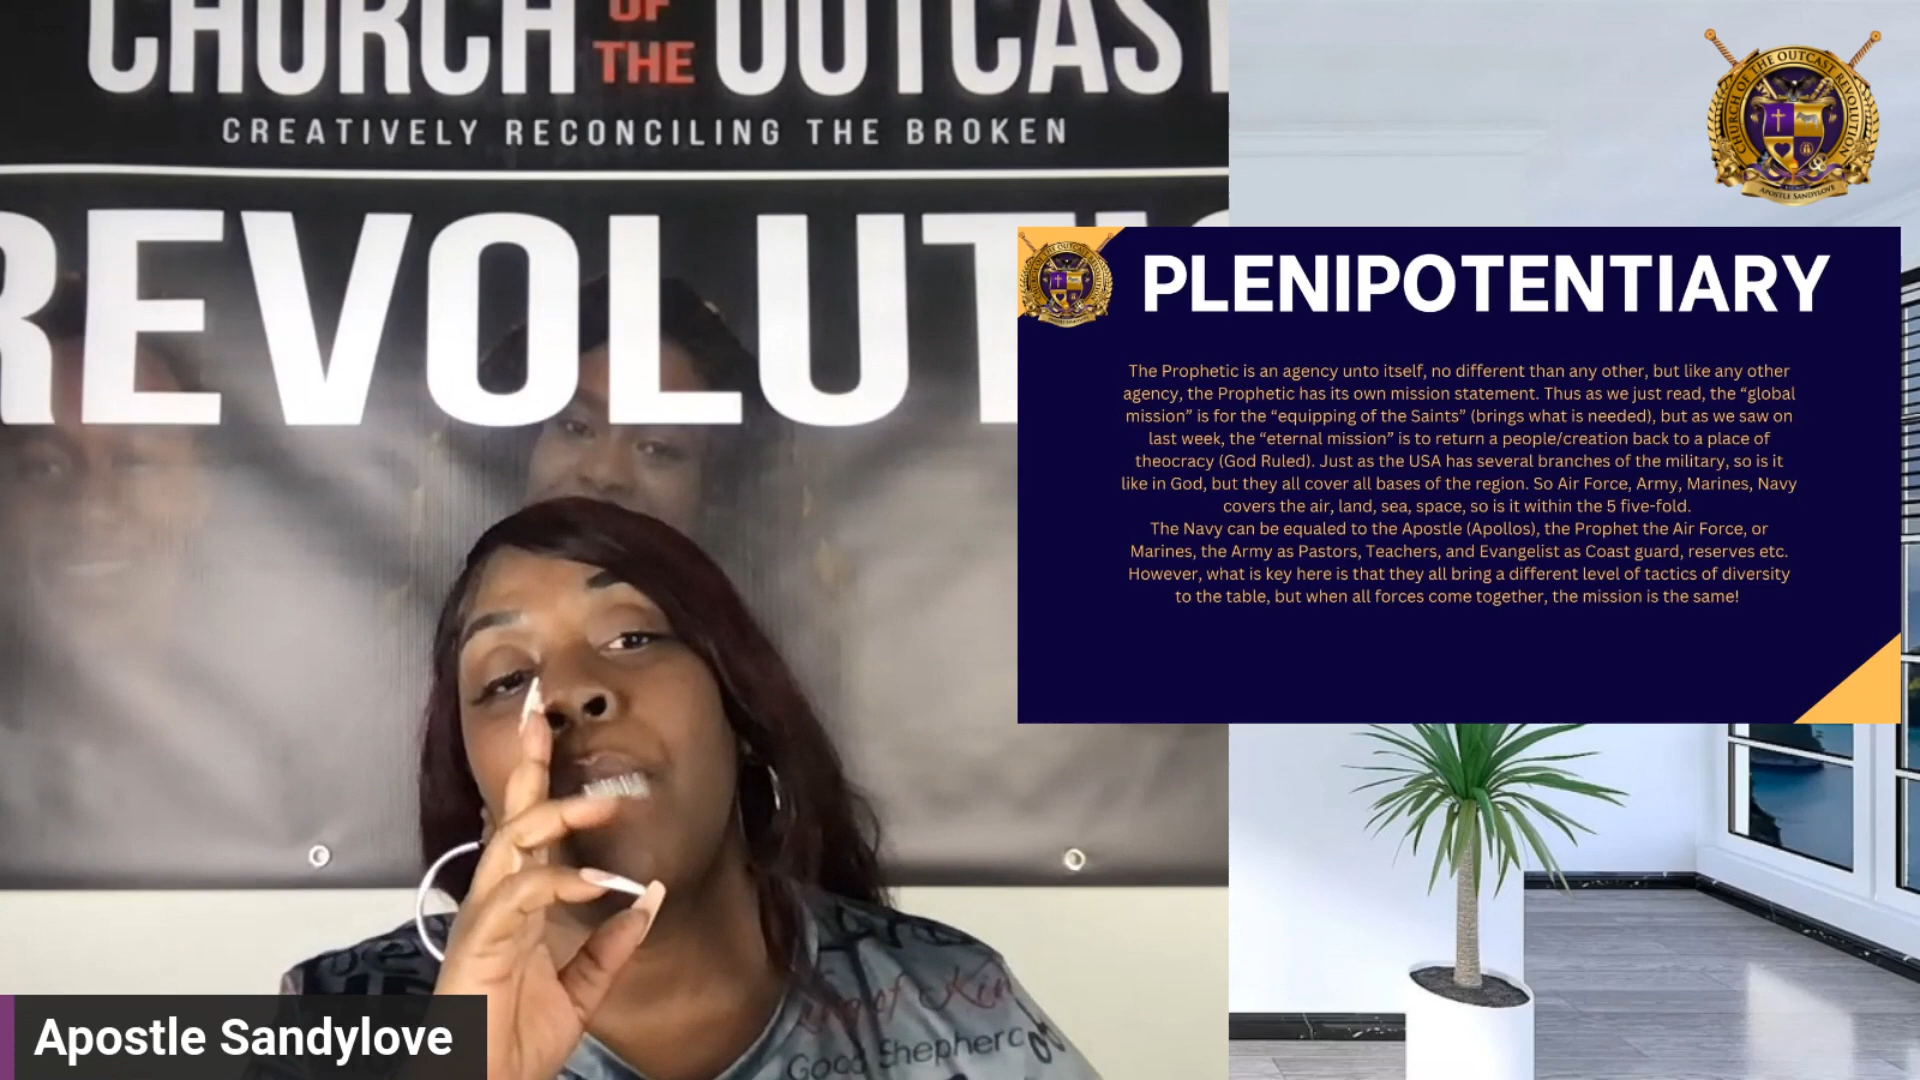 CHURCH OF THE OUTCAST
CREATIVELY RECONCILING THE BROKEN
REVOLUTI
CHURCH OF THE OUTCAST REVOLUTION
APOSTLE SANDYLOVE
PLENIPOTENTIARY
The Prophetic is an agency unto itself, no different than any other, but like any other
agency, the Prophetic has its own mission statement. Thus as we just read, the “global
mission” is for the “equipping of the Saints” (brings what is needed), but as we saw on
last week, the “eternal mission” is to return a people/creation back to a place of
theocracy (God Ruled). Just as the USA has several branches of the military, so is it
like in God, but they all cover all bases of the region. So Air Force, Army, Marines, Navy
covers the air, land, sea, space, so is it within the 5 five-fold.
The Navy can be equaled to the Apostle (Apollos), the Prophet the Air Force, or
Marines, the Army as Pastors, Teachers, and Evangelist as Coast guard, reserves etc.
However, what is key here is that they all bring a different level of tactics of diversity
to the table, but when all forces come together, the mission is the same!
Good Shepherd
Apostle Sandylove